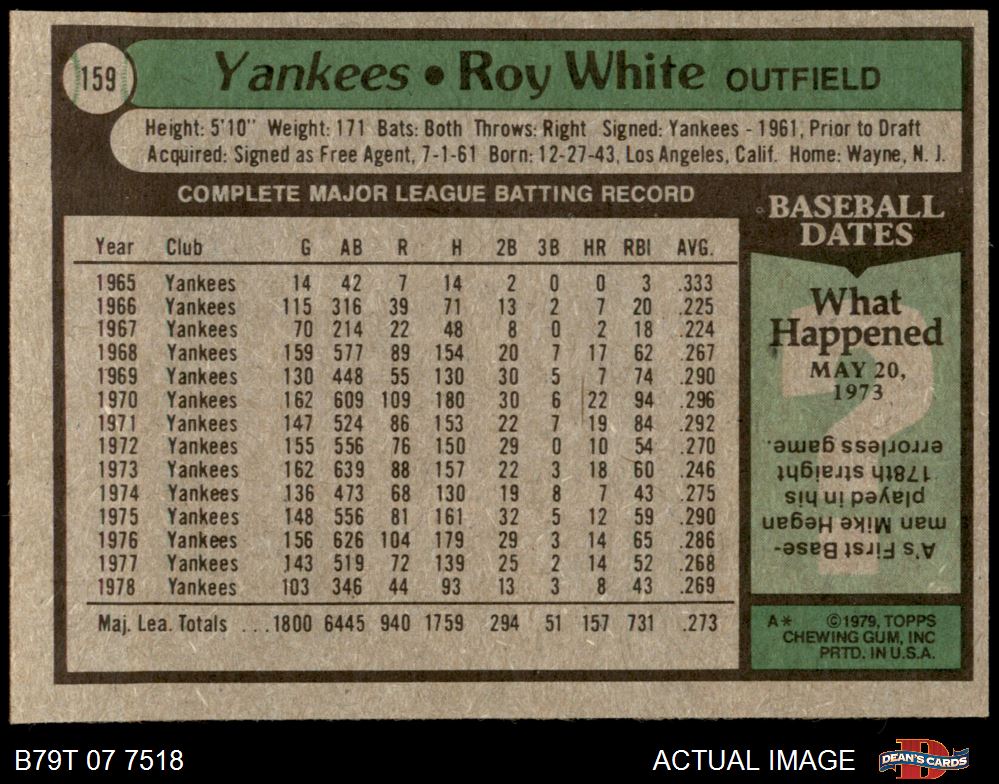 159
Yankees • Roy White OUTFIELD
Height: 5'10" Weight: 171 Bats: Both Throws: Right Signed: Yankees - 1961, Prior to Draft
Acquired: Signed as Free Agent, 7-1-61 Born: 12-27-43, Los Angeles, Calif. Home: Wayne, N. J.
COMPLETE MAJOR LEAGUE BATTING RECORD
Year Club G AB R H 2B 3B HR RBI AVG.
1965 Yankees 14 42 7 14 2 0 0 3 .333
1966 Yankees 115 316 39 71 13 2 7 20 .225
1967 Yankees 70 214 22 48 8 0 2 18 .224
1968 Yankees 159 577 89 154 20 7 17 62 .267
1969 Yankees 130 448 55 130 30 5 7 74 .290
1970 Yankees 162 609 109 180 30 6 22 94 .296
1971 Yankees 147 524 86 153 22 7 19 84 .292
1972 Yankees 155 556 76 150 29 0 10 54 .270
1973 Yankees 162 639 88 157 22 3 18 60 .246
1974 Yankees 136 473 68 130 19 8 7 43 .275
1975 Yankees 148 556 81 161 32 5 12 59 .290
1976 Yankees 156 626 104 179 29 3 14 65 .286
1977 Yankees 143 519 72 139 25 2 14 52 .268
1978 Yankees 103 346 44 93 13 3 8 43 .269
Maj. Lea. Totals ...1800 6445 940 1759 294 51 157 731 .273
BASEBALL
DATES
What
Happened
MAY 20,
1973
A's First Base-
man Mike Hegan
played in his
178th straight
errorless game.
A* ©1979, TOPPS
CHEWING GUM, INC
PRTD. IN U.S.A.
B79T 07 7518
ACTUAL IMAGE
D
DEAN'S CARDS